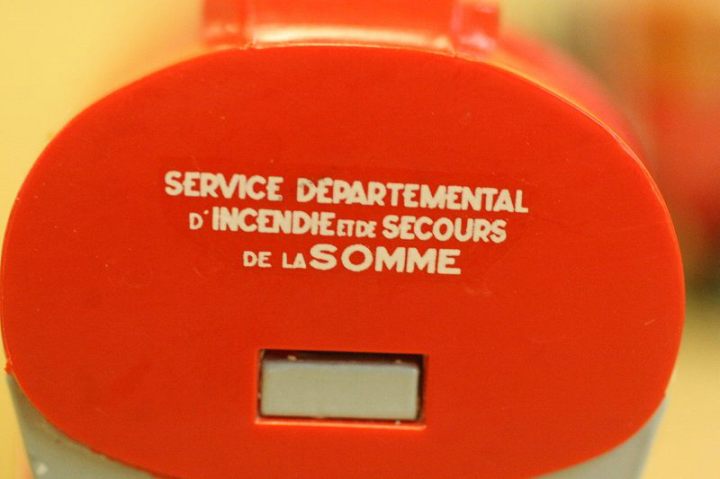 SERVICE DÉPARTEMENTAL
D'INCENDIE ET DE SECOURS
DE LA SOMME